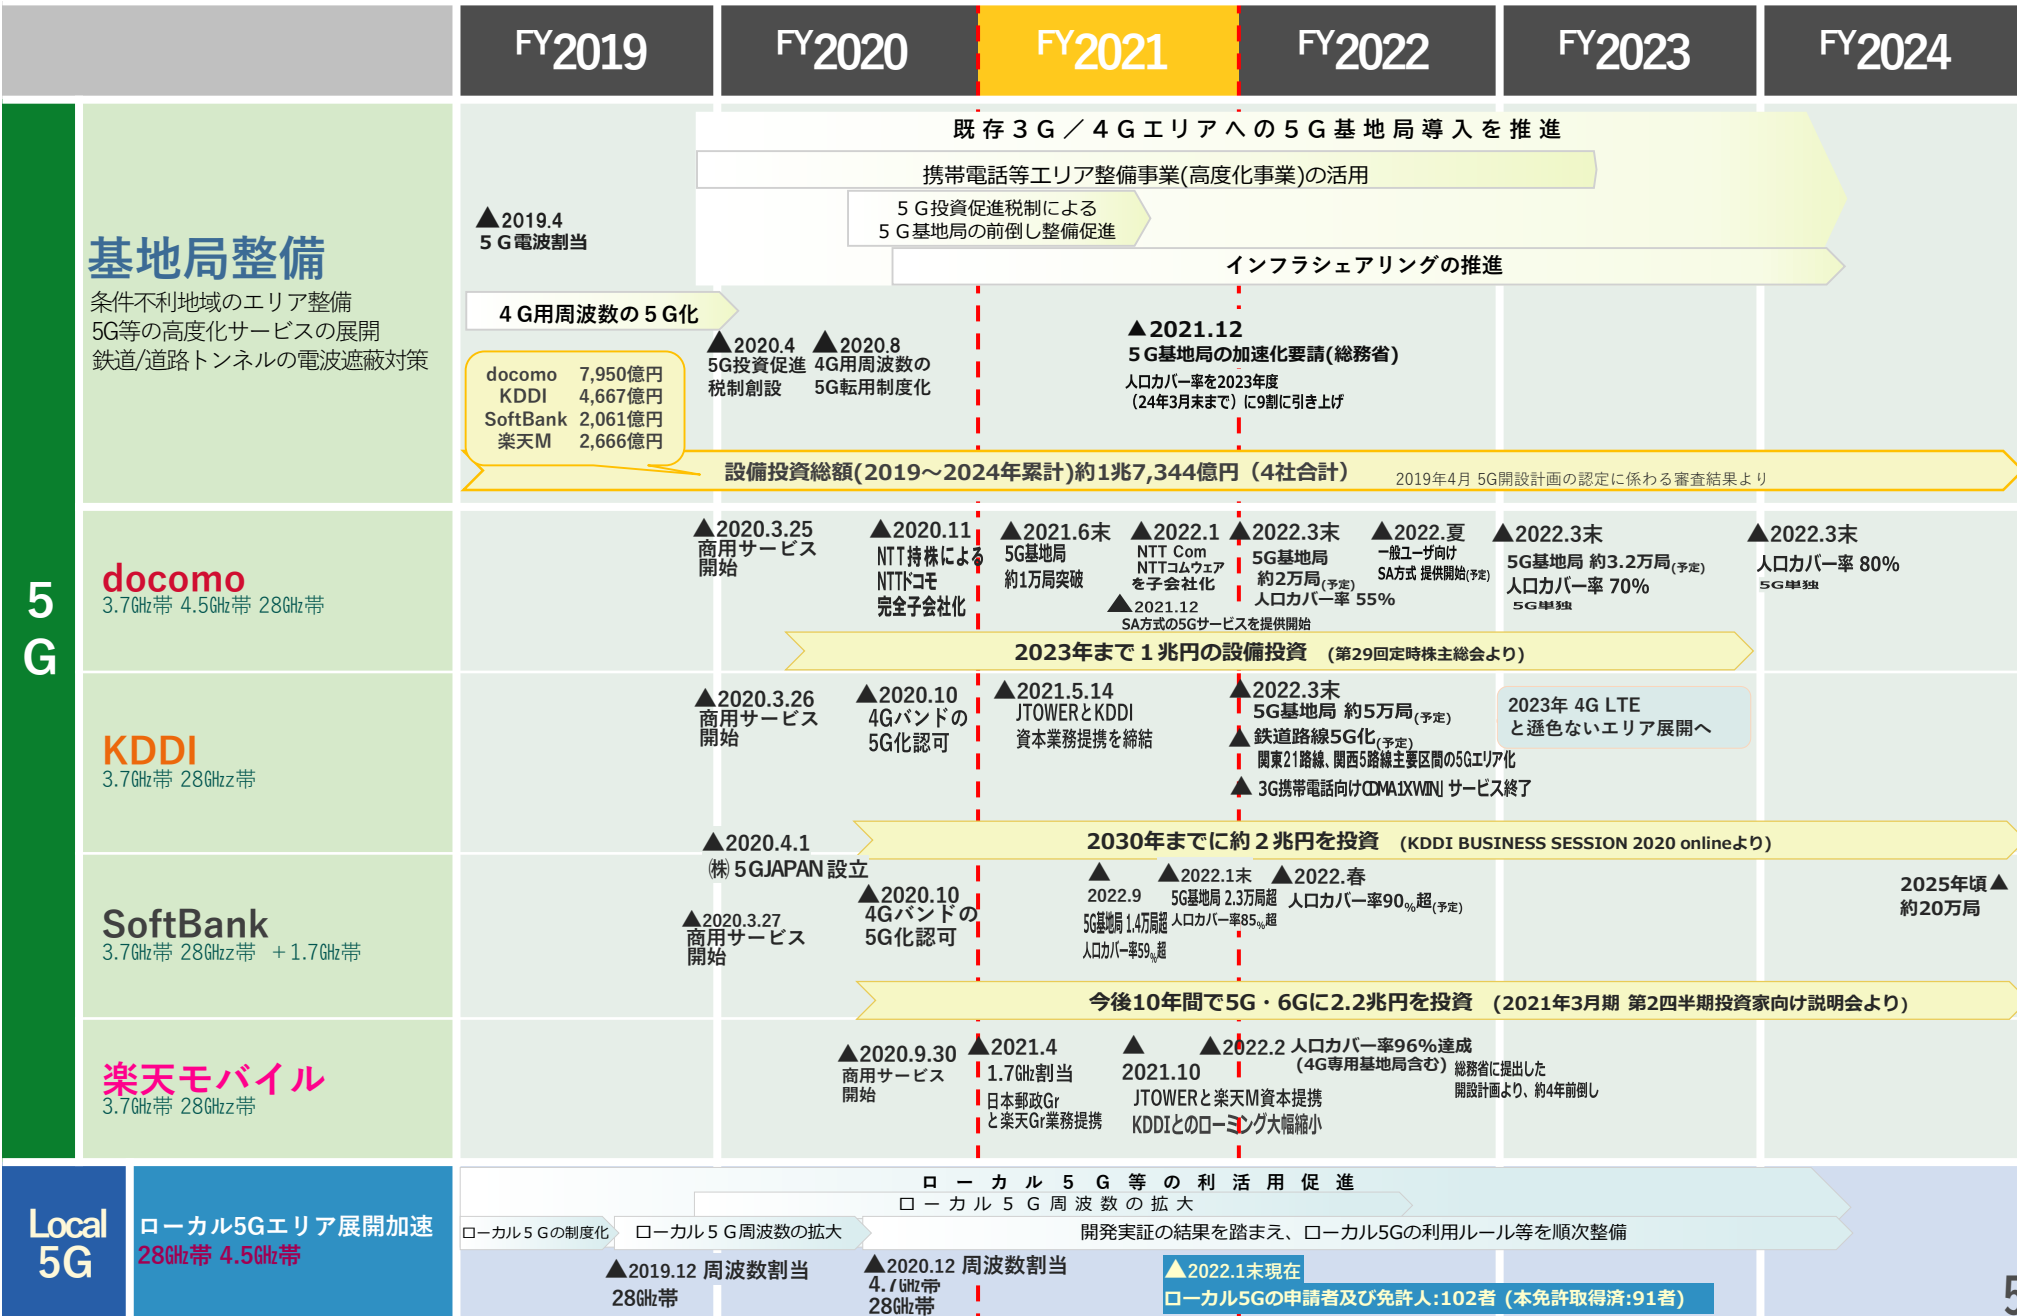 FY2019
FY2020
FY2021
FY2022
FY2023
FY2024
5
G
基地局整備
条件不利地域のエリア整備
5G等の高度化サービスの展開
鉄道/道路トンネルの電波遮蔽対策
既存３Ｇ／４Ｇエリアへの５Ｇ基地局導入を推進
携帯電話等エリア整備事業(高度化事業)の活用
５Ｇ投資促進税制による
５Ｇ基地局の前倒し整備促進
インフラシェアリングの推進
▲2019.4
５Ｇ電波割当
４Ｇ用周波数の５Ｇ化
▲2020.4
5G投資促進
税制創設
▲2020.8
4G用周波数の
5G転用制度化
▲2021.12
５G基地局の加速化要請(総務省)
人口カバー率を2023年度
（24年3月末まで）に9割に引き上げ
docomo 7,950億円
KDDI 4,667億円
SoftBank 2,061億円
楽天M 2,666億円
設備投資総額(2019～2024年累計)約1兆7,344億円（4社合計）
2019年4月 5G開設計画の認定に係わる審査結果より
docomo
3.7GHz帯 4.5GHz帯 28GHz帯
▲2020.3.25
商用サービス
開始
▲2020.11
NTT持株による
NTTドコモ
完全子会社化
▲2021.6末
5G基地局
約1万局突破
▲2022.1
NTT Com
NTTコムウェア
を子会社化
▲2021.12
SA方式の5Gサービスを提供開始
▲2022.3末
5G基地局
約2万局(予定)
人口カバー率 55%
▲2022.夏
一般ユーザ向け
SA方式 提供開始(予定)
▲2022.3末
5G基地局 約3.2万局(予定)
人口カバー率 70%
5G単独
▲2022.3末
人口カバー率 80%
5G単独
2023年まで１兆円の設備投資 (第29回定時株主総会より)
KDDI
3.7GHz帯 28GHzz帯
▲2020.3.26
商用サービス
開始
▲2020.10
4Gバンドの
5G化認可
▲2021.5.14
JTOWERとKDDI
資本業務提携を締結
▲2022.3末
5G基地局 約5万局(予定)
▲鉄道路線5G化(予定)
関東21路線、関西5路線主要区間の5Gエリア化
▲3G携帯電話向けCDMA1XWIN」サービス終了
2023年 4G LTE
と遜色ないエリア展開へ
2030年までに約２兆円を投資 (KDDI BUSINESS SESSION 2020 onlineより)
SoftBank
3.7GHz帯 28GHzz帯 ＋1.7GHz帯
▲2020.4.1
㈱５GJAPAN設立
▲2020.3.27
商用サービス
開始
▲2020.10
4Gバンドの
5G化認可
▲
2022.9
5G基地局 1.4万局超
人口カバー率59%超
▲2022.1末
5G基地局 2.3万局超
人口カバー率85%超
▲2022.春
人口カバー率90%超(予定)
2025年頃▲
約20万局
今後10年間で5G・6Gに2.2兆円を投資 (2021年3月期 第2四半期投資家向け説明会より)
楽天モバイル
3.7GHz帯 28GHzz帯
▲2020.9.30
商用サービス
開始
▲2021.4
1.7GHz割当
日本郵政Gr
と楽天Gr業務提携
▲
2021.10
JTOWERと楽天M資本提携
KDDIとのローミング大幅縮小
▲2022.2 人口カバー率96%達成
(4G専用基地局含む)
総務省に提出した
開設計画より、約4年前倒し
Local
5G
ローカル5Gエリア展開加速
28GHz帯 4.5GHz帯
ローカル５Ｇ等の利活用促進
ローカル５Ｇ周波数の拡大
ローカル５Ｇの制度化
ローカル５Ｇ周波数の拡大
開発実証の結果を踏まえ、ローカル5Gの利用ルール等を順次整備
▲2019.12 周波数割当
28GHz帯
▲2020.12 周波数割当
4.7GHz帯
28GHz帯
▲2022.1末現在
ローカル5Gの申請者及び免許人:102者 (本免許取得済:91者)
5